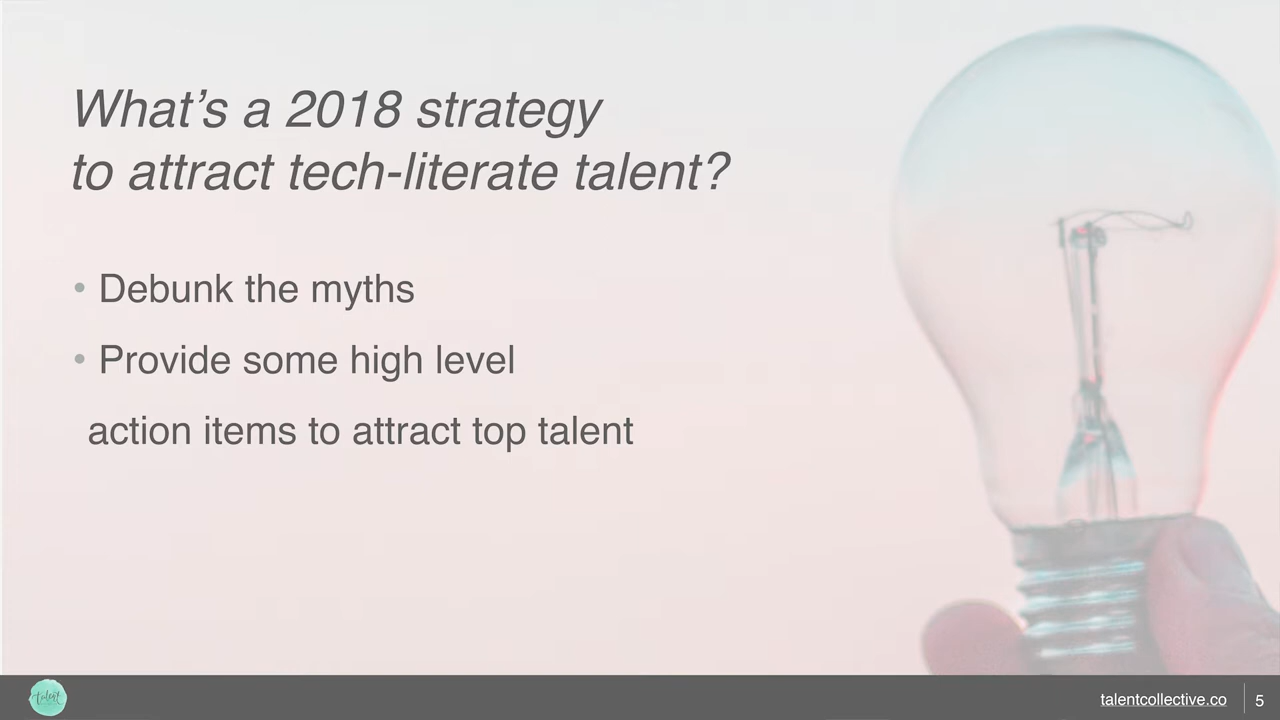 What’s a 2018 strategy
to attract tech-literate talent?
• Debunk the myths
• Provide some high level
action items to attract top talent
talent
talentcollective.co
5